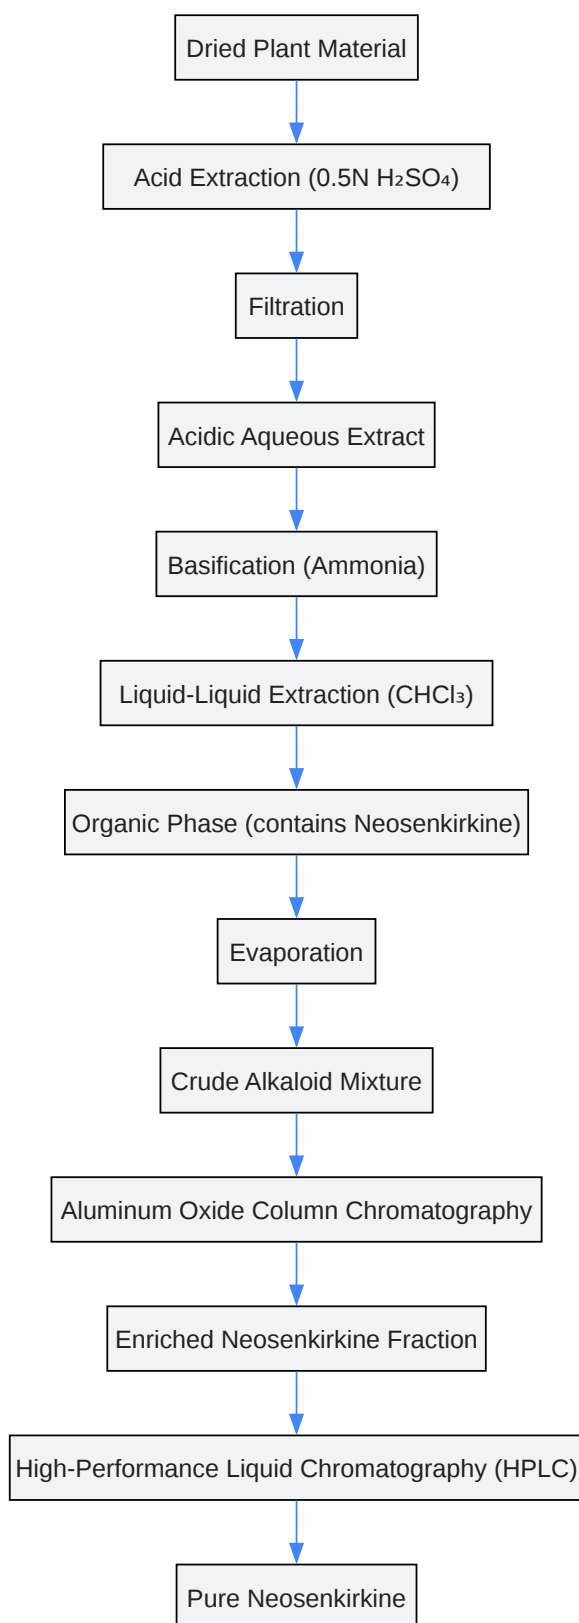 Dried Plant Material
Acid Extraction (0.5N H₂SO₄)
Filtration
Acidic Aqueous Extract
Basification (Ammonia)
Liquid-Liquid Extraction (CHCl₃)
Organic Phase (contains Neosenkirkine)
Evaporation
Crude Alkaloid Mixture
Aluminum Oxide Column Chromatography
Enriched Neosenkirkine Fraction
High-Performance Liquid Chromatography (HPLC)
Pure Neosenkirkine